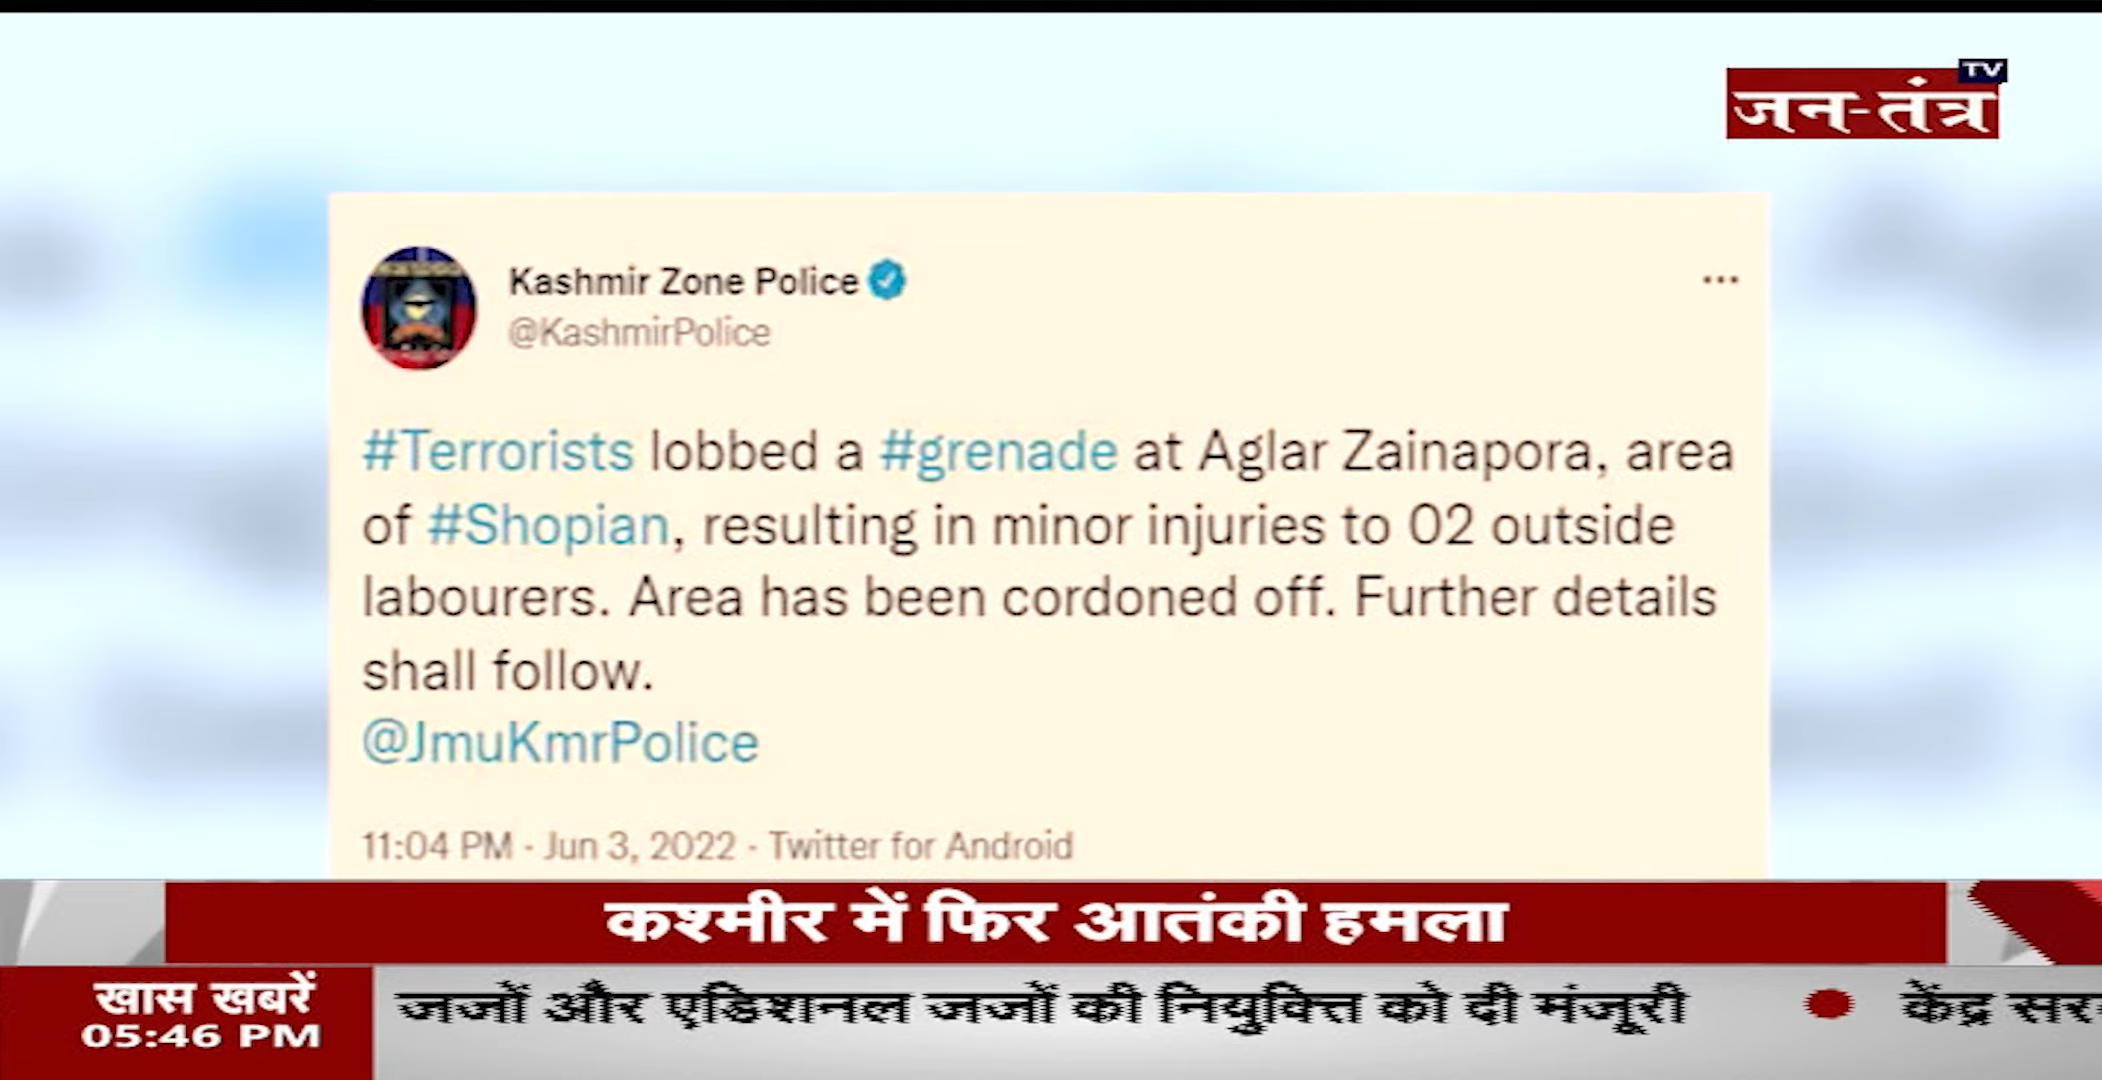 TV
जन-तंत्र
Kashmir Zone Police
@KashmirPolice
#Terrorists lobbed a #grenade at Aglar Zainapora, area
of #Shopian, resulting in minor injuries to 02 outside
labourers. Area has been cordoned off. Further details
shall follow.
@JmuKmrPolice
11:04 PM · Jun 3, 2022 · Twitter for Android
कश्मीर में फिर आतंकी हमला
खास खबरें
05:46 PM
जजों और एडिशनल जजों की नियुक्ति को दी मंजूरी ● केंद्र सर